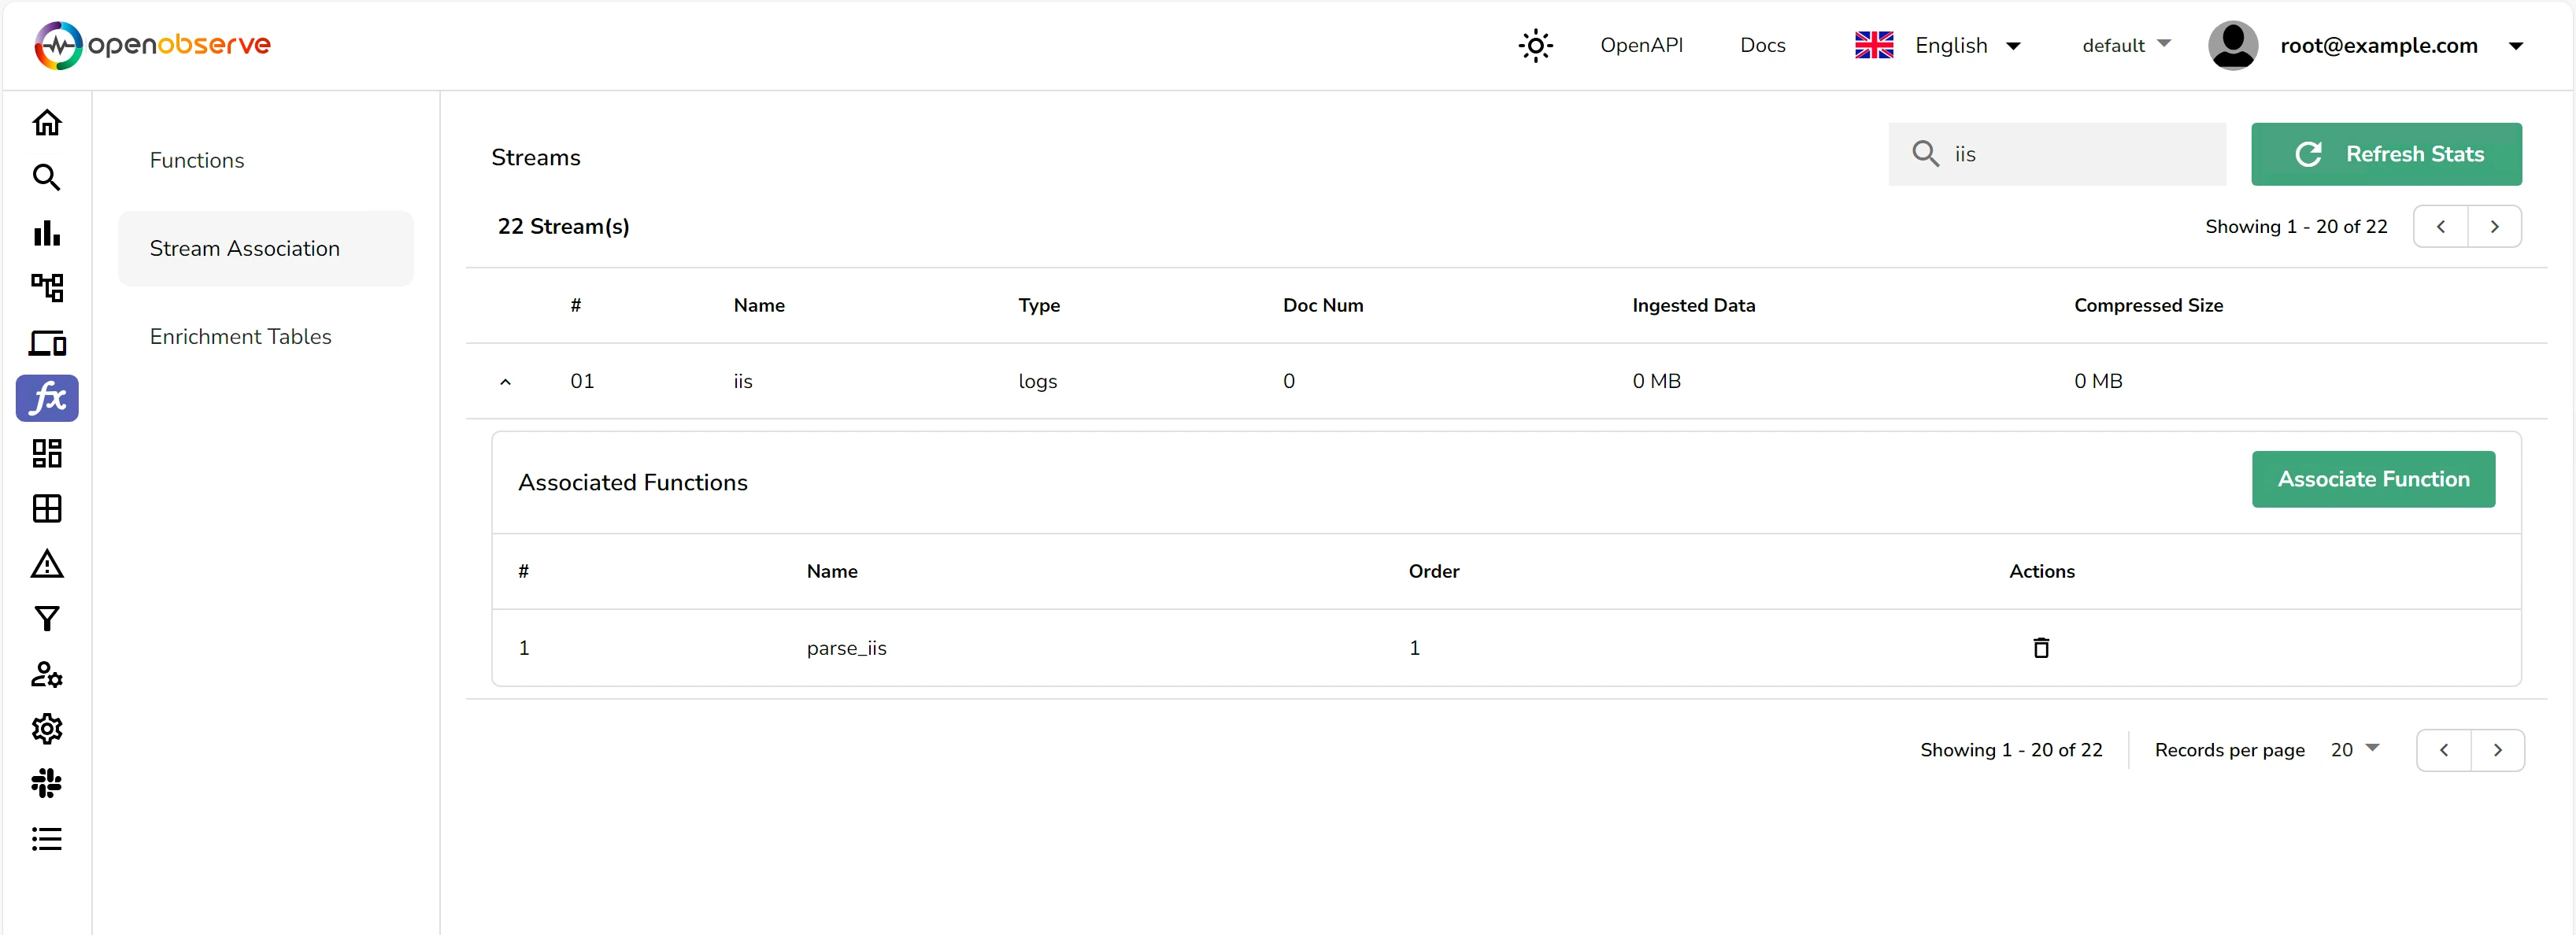 openobserve
OpenAPI
Docs
English
default
root@example.com
Functions
Stream Association
Enrichment Tables
Streams
iis
Refresh Stats
22 Stream(s)
Showing 1 - 20 of 22
# Name Type Doc Num Ingested Data Compressed Size
01 iis logs 0 0 MB 0 MB
Associated Functions
Associate Function
# Name Order Actions
1 parse_iis 1
Showing 1 - 20 of 22
Records per page 20
fx